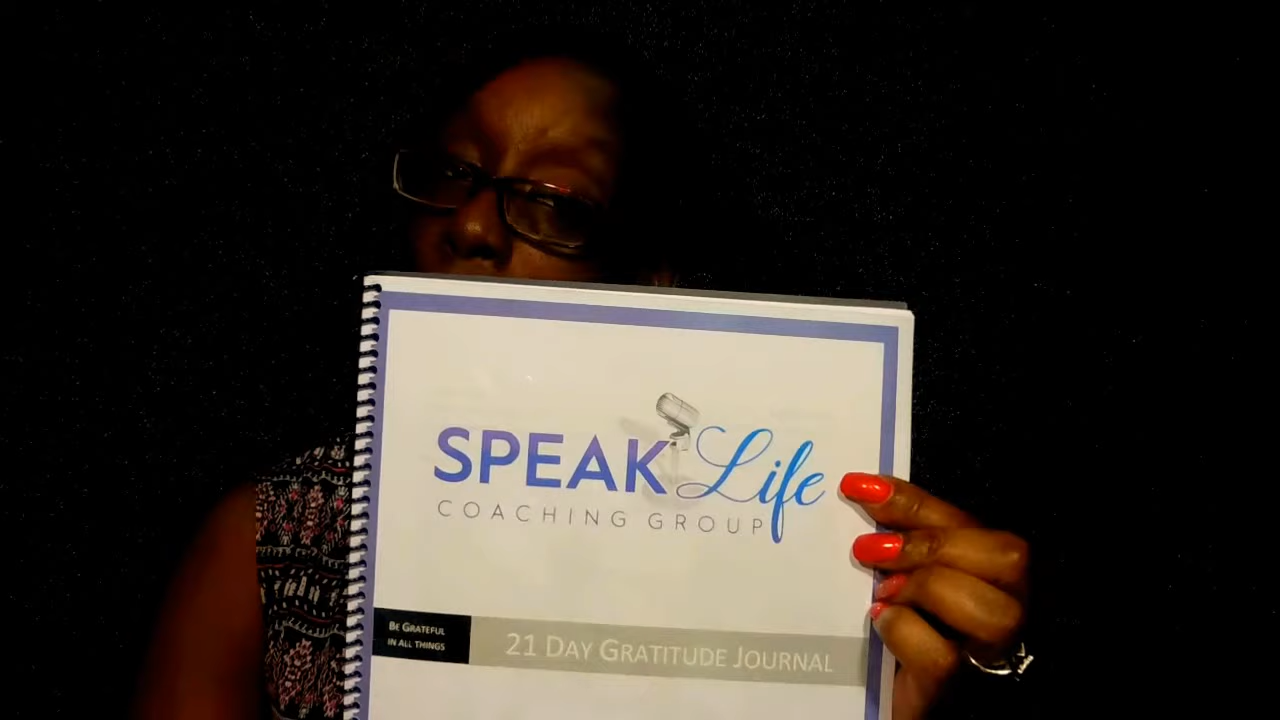 SPEAK Life
COACHING GROUP
BE GRATEFUL
IN ALL THINGS
21 DAY GRATITUDE JOURNAL